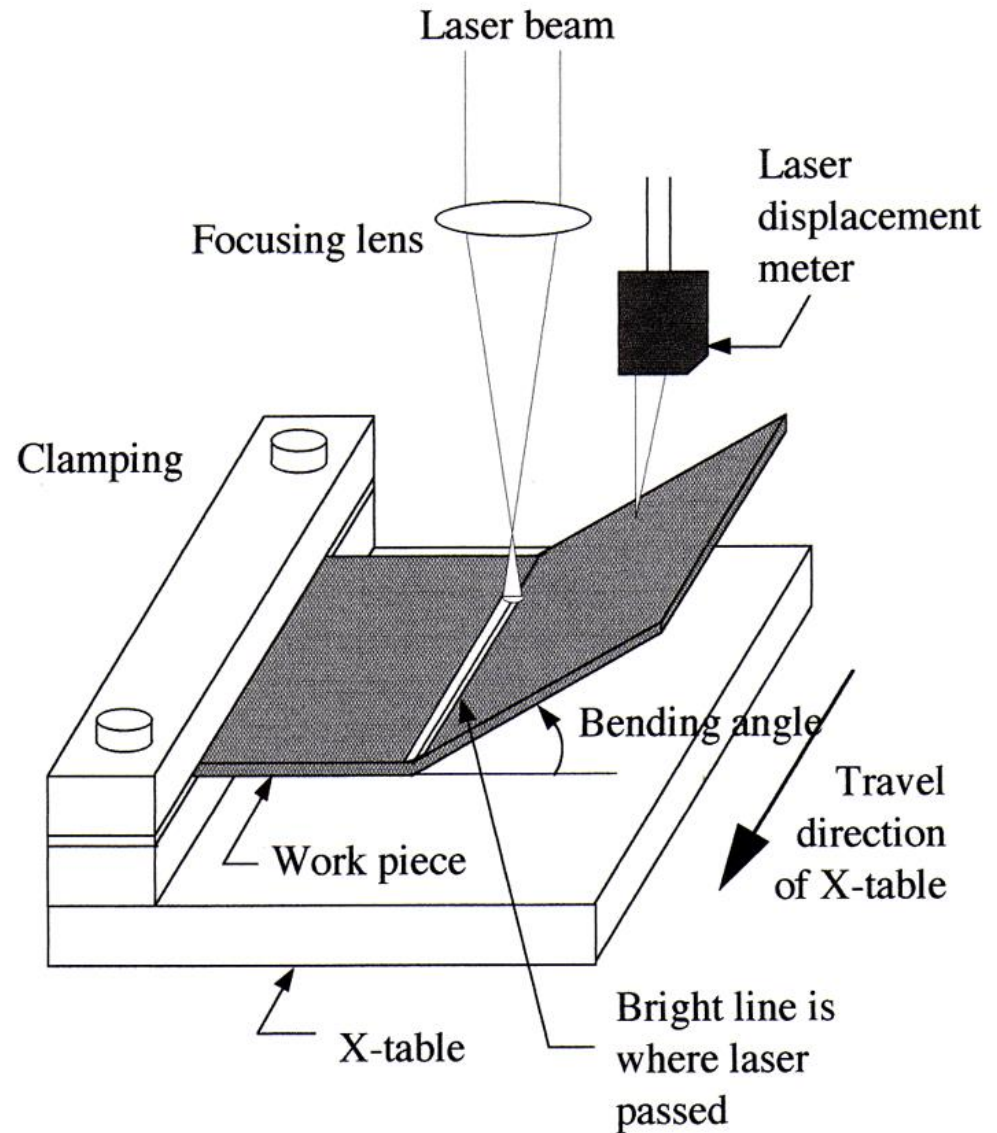 Laser beam
Laser
displacement
meter
Focusing lens
Clamping
Bending angle
Travel
direction
of X-table
Work piece
X-table
Bright line is
where laser
passed